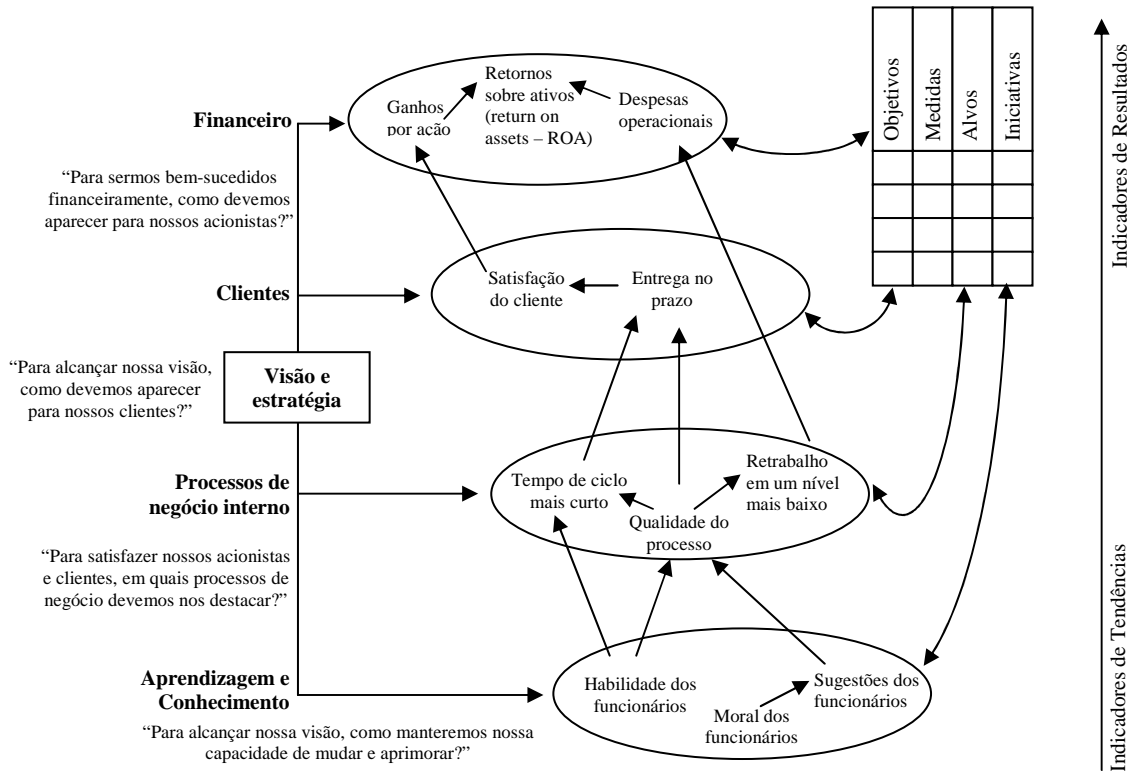 Financeiro
“Para sermos bem-sucedidos
financeiramente, como devemos
aparecer para nossos acionistas?”
Ganhos
por ação
Retornos
sobre ativos
(return on
assets – ROA)
Despesas
operacionais
Objetivos
Medidas
Alvos
Iniciativas
Indicadores de Resultados
Clientes
“Para alcançar nossa visão,
como devemos aparecer
para nossos clientes?”
Satisfação
do cliente
Entrega no
prazo
Visão e
estratégia
Processos de
negócio interno
“Para satisfazer nossos acionistas
e clientes, em quais processos de
negócio devemos nos destacar?”
Tempo de ciclo
mais curto
Qualidade do
processo
Retrabalho
em um nível
mais baixo
Aprendizagem e
Conhecimento
“Para alcançar nossa visão, como manteremos nossa
capacidade de mudar e aprimorar?”
Habilidade dos
funcionários
Moral dos
funcionários
Sugestões dos
funcionários
Indicadores de Tendências